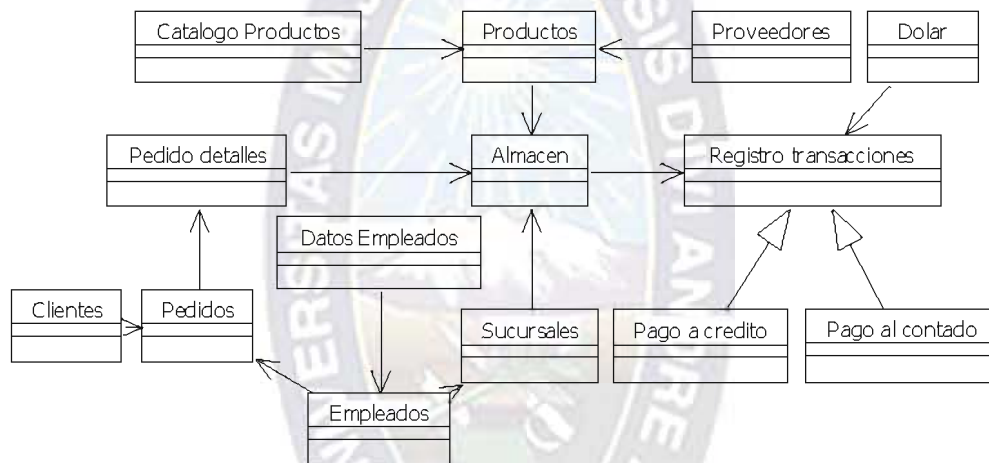 Catalogo Productos
Productos
Proveedores
Dolar
Pedido detalles
Almacen
Registro transacciones
Datos Empleados
Clientes
Pedidos
Sucursales
Pago a credito
Pago al contado
Empleados